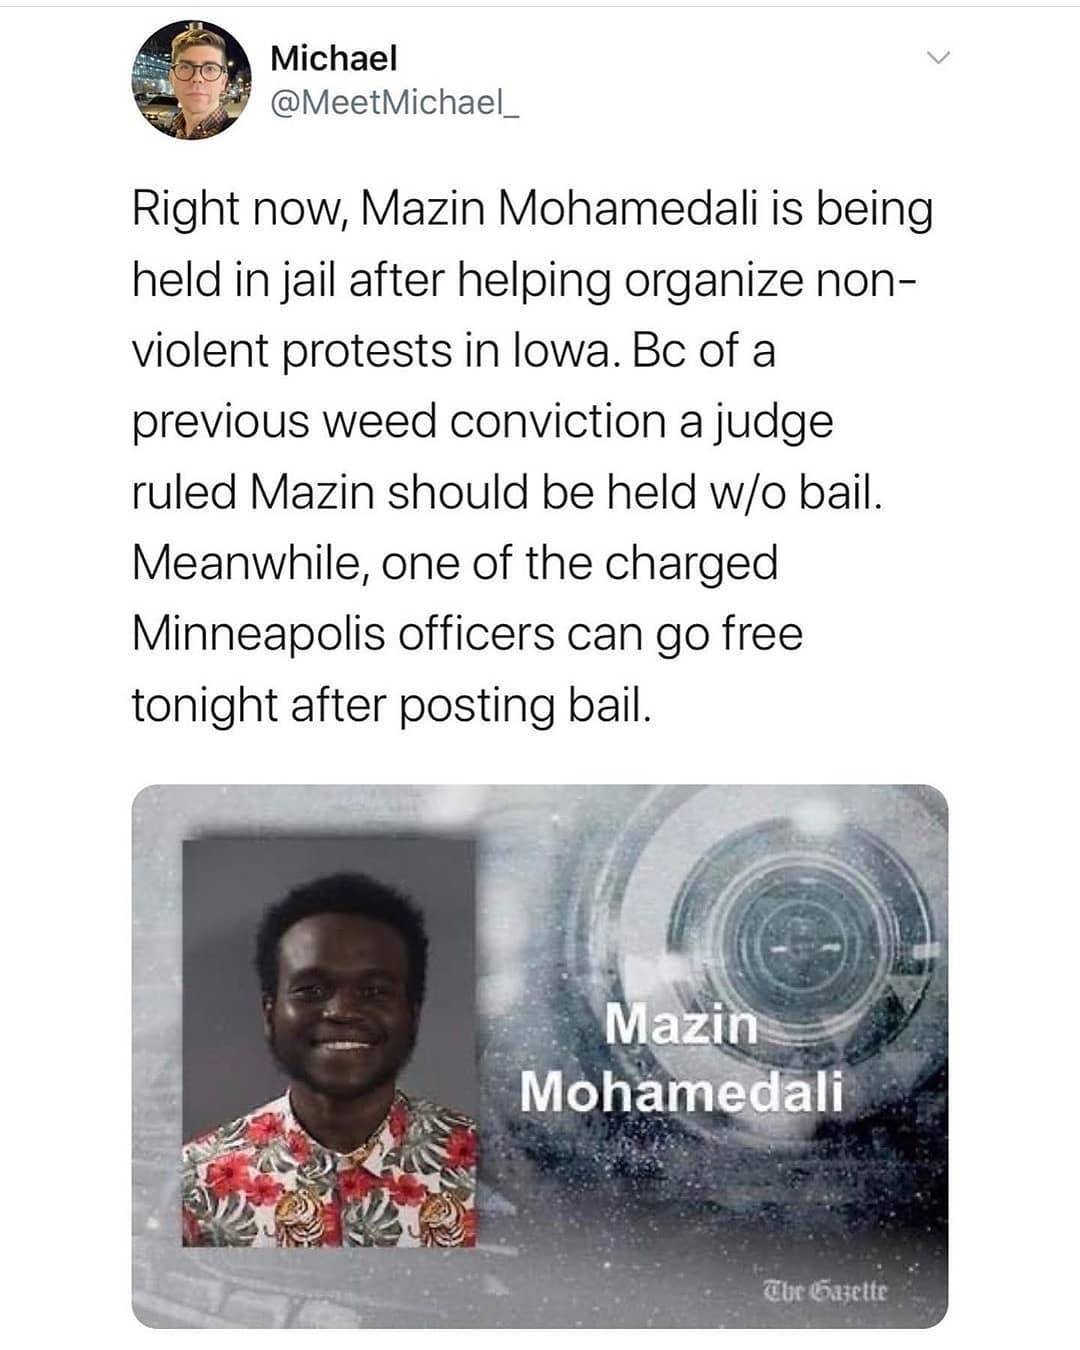 Michael
@MeetMichael_
Right now, Mazin Mohamedali is being
held in jail after helping organize non-
violent protests in Iowa. Bc of a
previous weed conviction a judge
ruled Mazin should be held w/o bail.
Meanwhile, one of the charged
Minneapolis officers can go free
tonight after posting bail.
Mazin
Mohamedali
The Gazette